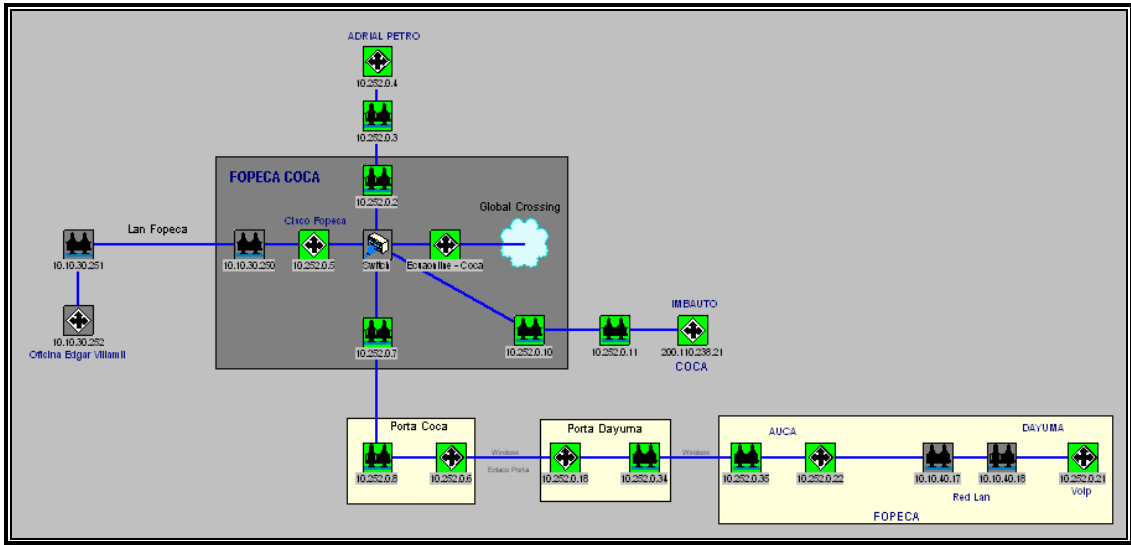 ADRIAL PETRO
10.252.0.4
10.252.0.3
FOPECA COCA
10.252.0.2
Global Crossing
Cisco Fopeca
Lan Fopeca
10.10.30.251
10.10.30.250
10.252.0.5
Switch
Ecuaonline - Coca
IMBAUTO
10.10.30.252
Oficina Edgar Villamil
10.252.0.7
10.252.0.10
10.252.0.11
200.110.238.21
COCA
Porta Coca
Porta Dayuma
AUCA
DAYUMA
Wireless
Enlace Porta
Wireless
10.252.0.8
10.252.0.6
10.252.0.18
10.252.0.34
10.252.0.35
10.252.0.22
10.10.40.17
10.10.40.18
10.252.0.21
Red Lan
VoIp
FOPECA